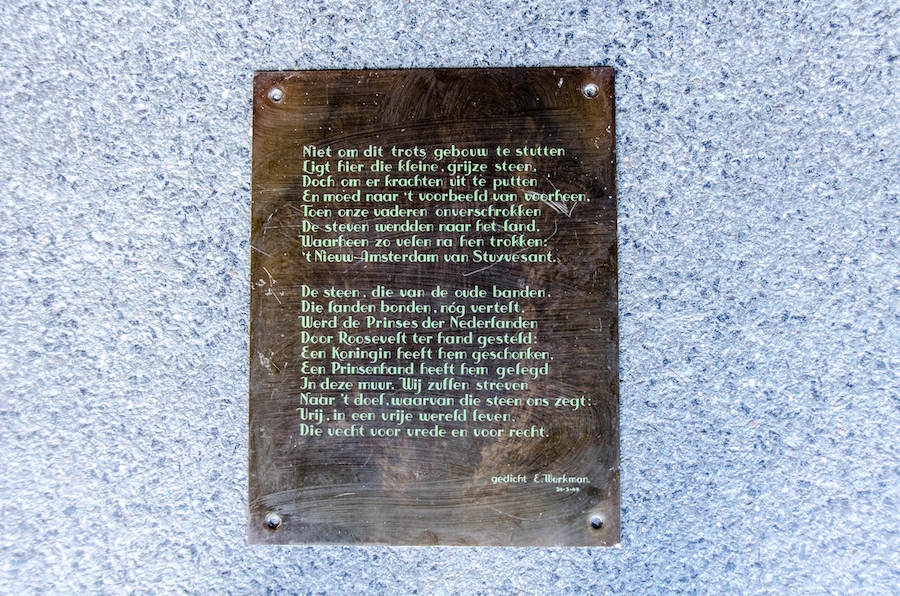 Niet om dit trots gebouw te stutten
Ligt hier die kleine, grijze steen,
Doch om er krachten uit te putten
En moed naar 't voorbeeld van voorheen,
Toen onze vaderen onverschrokken
De steven wendden naar het land,
Waarheen zo velen na hen trokken:
't Nieuw-Amsterdam van Stuyvesant.
De steen, die van de oude banden,
Die landen bonden, nóg vertelt,
Werd de Prinses der Nederlanden
Door Roosevelt ter hand gesteld:
Een Koningin heeft hem geschonken,
Een Prinsenhand heeft hem gelegd
In deze muur. Wij zullen streven
Naar 't doel, waarvan die steen ons zegt:
Vrij, in een vrije wereld leven,
Die vecht voor vrede en voor recht.
gedicht E. Werkman.